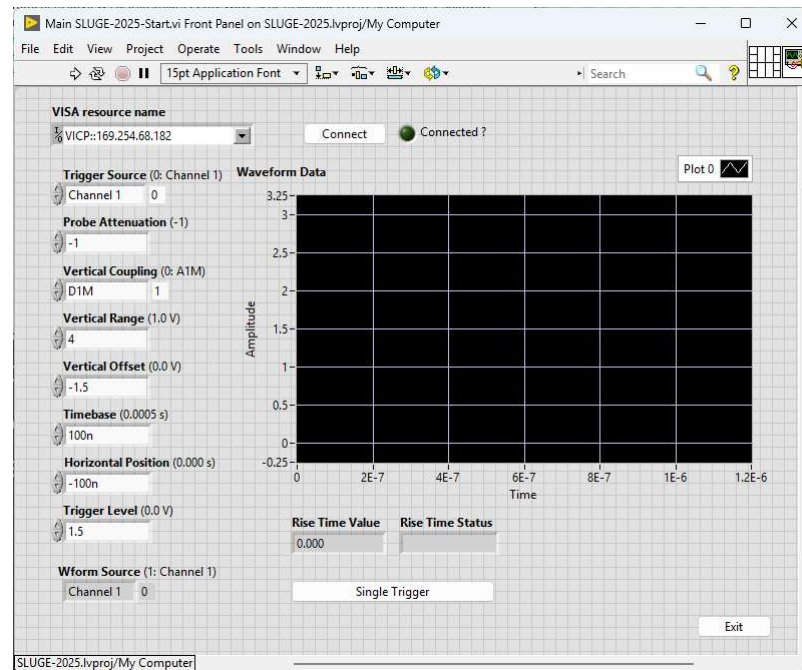 Main SLUGE-2025-Start.vi Front Panel on SLUGE-2025.lvproj/My Computer
File Edit View Project Operate Tools Window Help
15pt Application Font
Search
VISA resource name
VICP::169.254.68.182
Connect
Connected ?
Trigger Source (0: Channel 1)
Channel 1 0
Probe Attenuation (-1)
-1
Vertical Coupling (0: A1M)
D1M 1
Vertical Range (1.0 V)
4
Vertical Offset (0.0 V)
-1.5
Timebase (0.0005 s)
100n
Horizontal Position (0.000 s)
-100n
Trigger Level (0.0 V)
1.5
Wform Source (1: Channel 1)
Channel 1 0
Waveform Data
Plot 0
Amplitude
3.25
3
2.5
2
1.5
1
0.5
0
-0.25
0 2E-7 4E-7 6E-7 8E-7 1E-6 1.2E-6
Time
Rise Time Value Rise Time Status
0.000
Single Trigger
Exit
SLUGE-2025.lvproj/My Computer